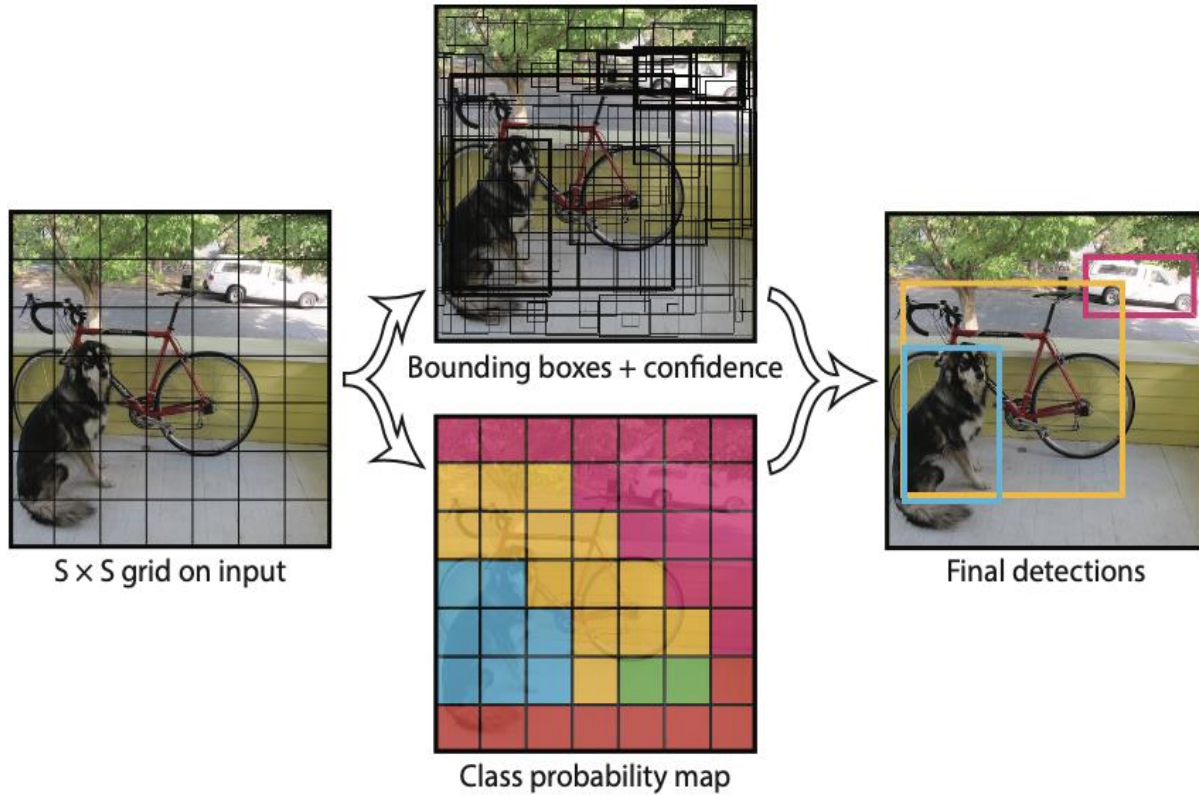 Bounding boxes + confidence
S × S grid on input
Final detections
Class probability map